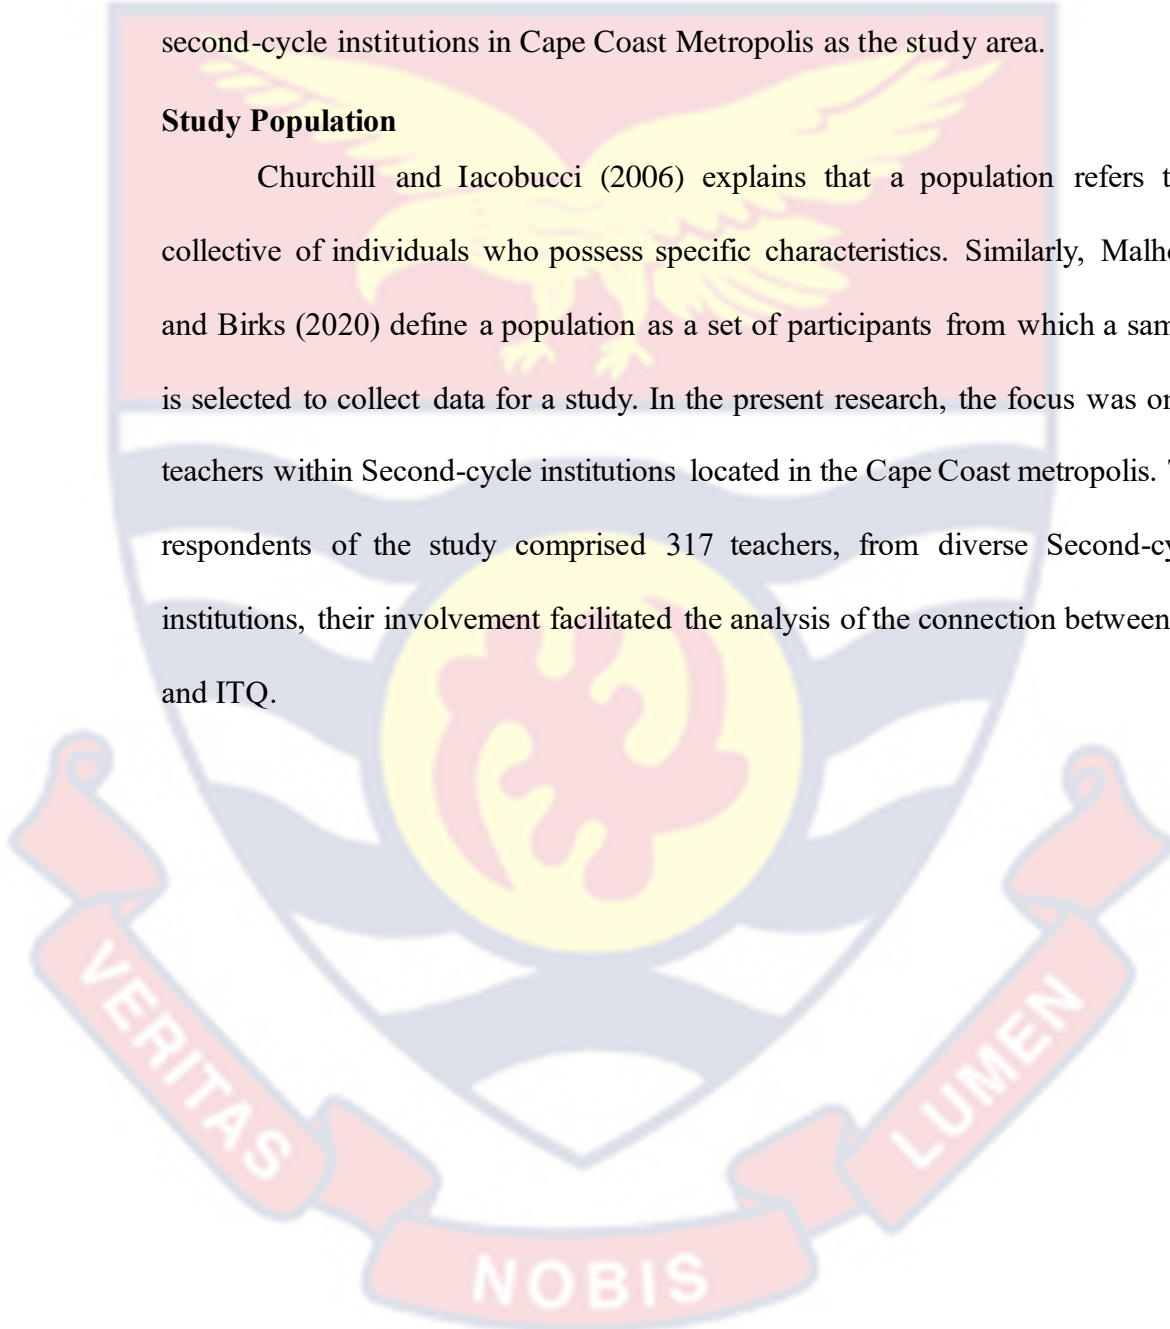 second-cycle institutions in Cape Coast Metropolis as the study area.
Study Population
Churchill and Iacobucci (2006) explains that a population refers
collective of individuals who possess specific characteristics. Similarly,
and Birks (2020) define a population as a set of participants from which a
is selected to collect data for a study. In the present research, the focus was
teachers within Second-cycle institutions located in the Cape Coast metropolis.
respondents of the study comprised 317 teachers, from diverse
institutions, their involvement facilitated the analysis of the connection between
and ITQ.
VERITAS
NOBIS
LUMEN